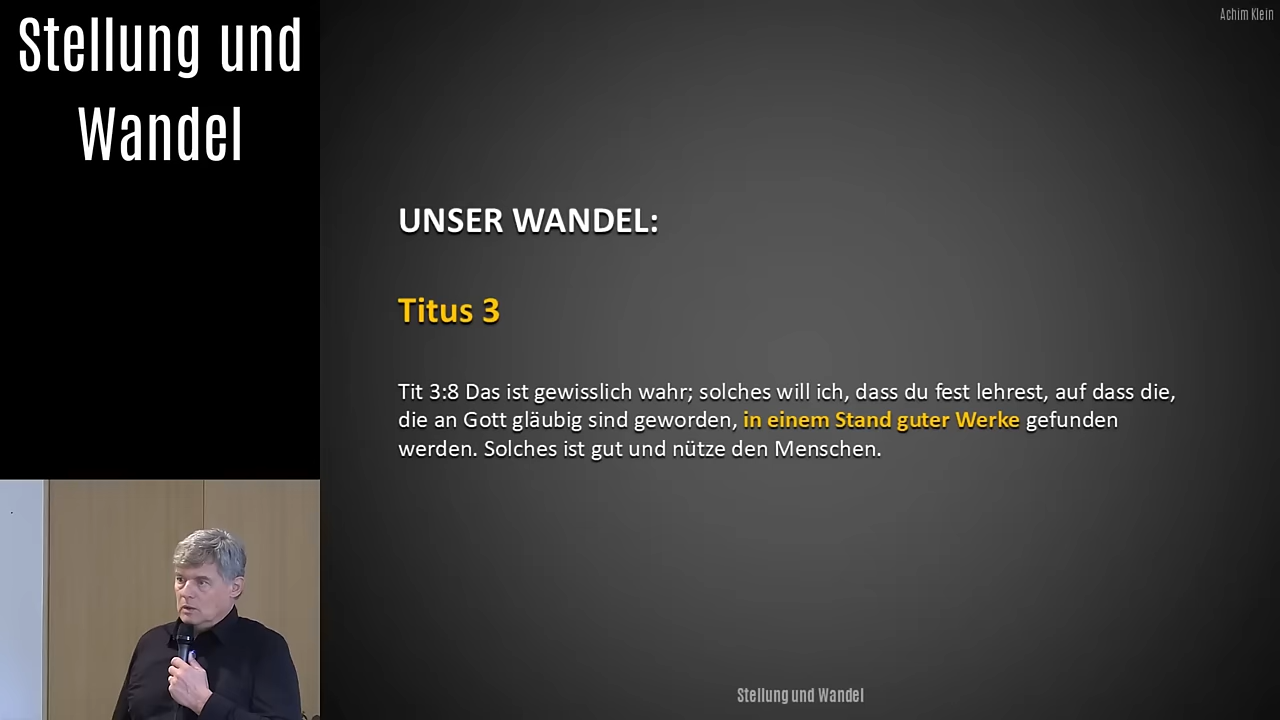 Stellung und
Wandel
Achim Klein
UNSER WANDEL:
Titus 3
Tit 3:8 Das ist gewisslich wahr; solches will ich, dass du fest lehrest, auf dass die,
die an Gott gläubig sind geworden, in einem Stand guter Werke gefunden
werden. Solches ist gut und nütze den Menschen.
Stellung und Wandel